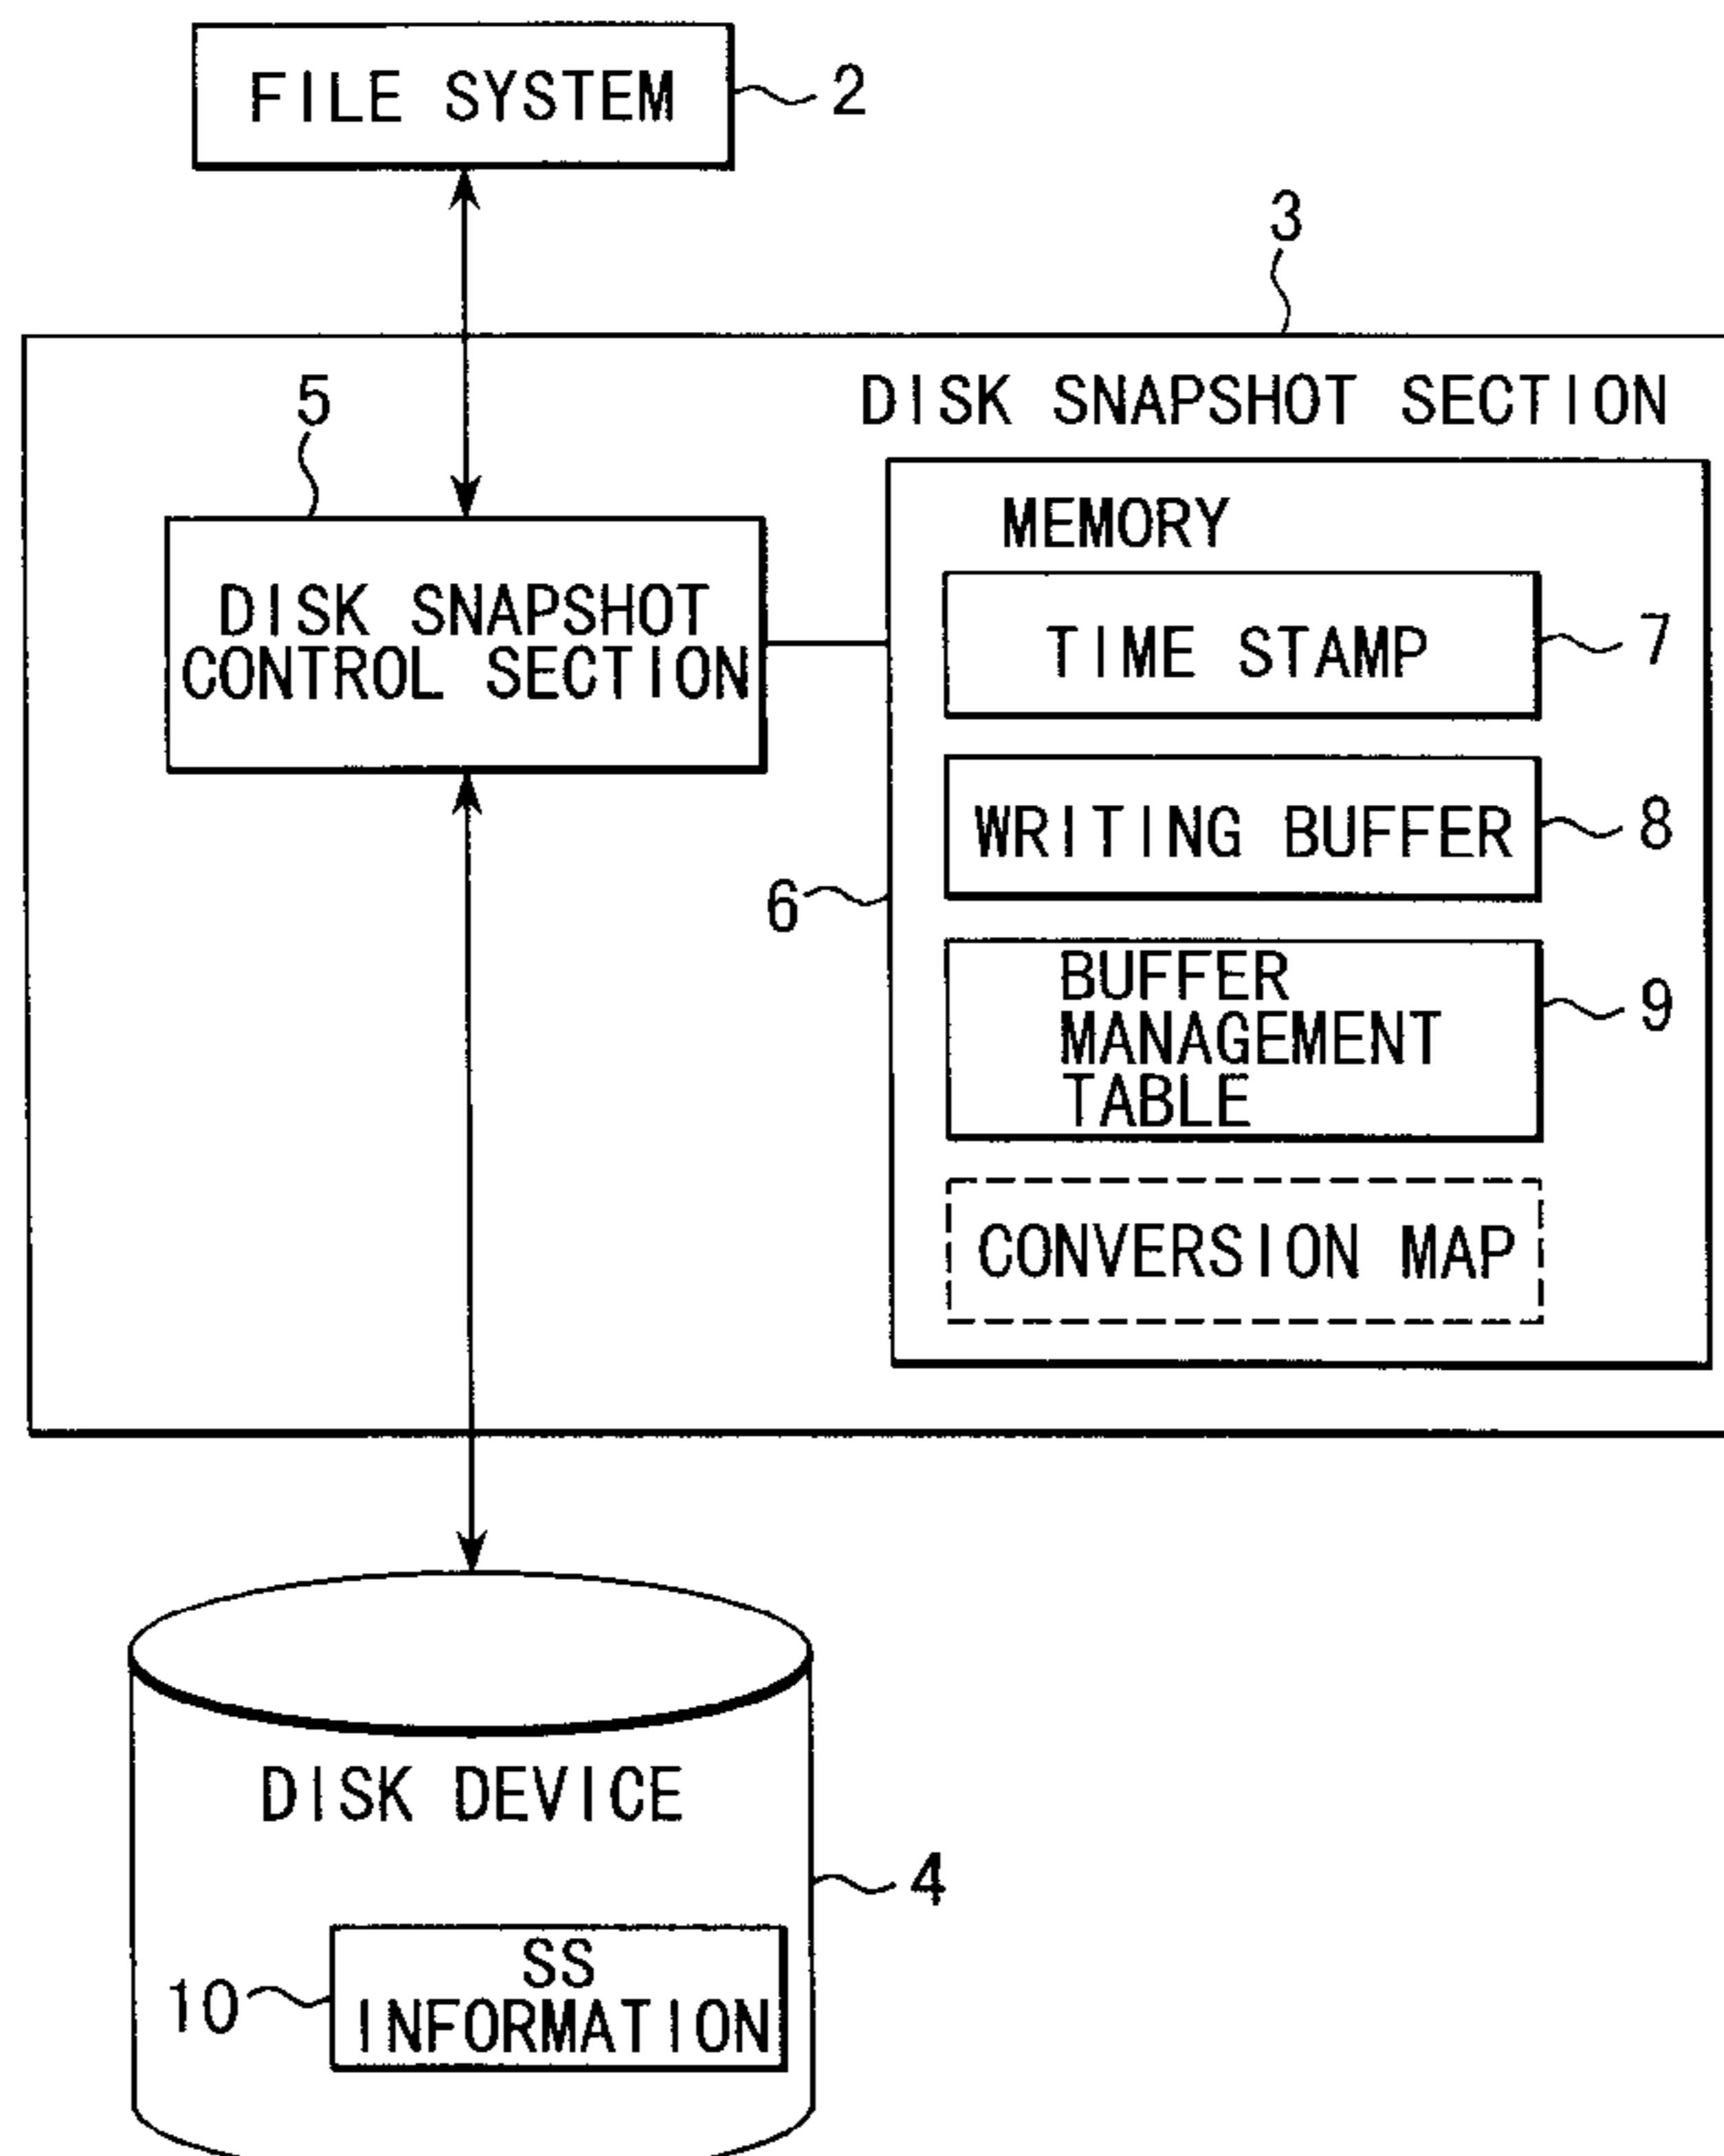 FILE SYSTEM
2
3
DISK SNAPSHOT SECTION
5
DISK SNAPSHOT
CONTROL SECTION
MEMORY
TIME STAMP
7
WRITING BUFFER
8
6
BUFFER
MANAGEMENT
TABLE
9
CONVERSION MAP
DISK DEVICE
4
SS
INFORMATION
10